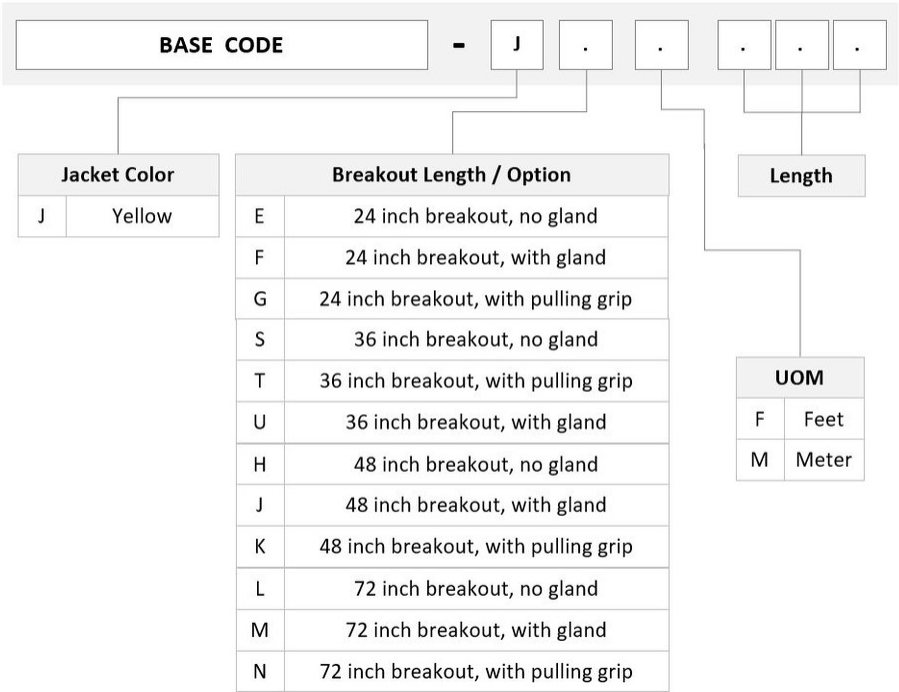 BASE CODE - J . . . . .
Jacket Color
J Yellow
Breakout Length / Option
E 24 inch breakout, no gland
F 24 inch breakout, with gland
G 24 inch breakout, with pulling grip
S 36 inch breakout, no gland
T 36 inch breakout, with pulling grip
U 36 inch breakout, with gland
H 48 inch breakout, no gland
J 48 inch breakout, with gland
K 48 inch breakout, with pulling grip
L 72 inch breakout, no gland
M 72 inch breakout, with gland
N 72 inch breakout, with pulling grip
Length
UOM
F Feet
M Meter